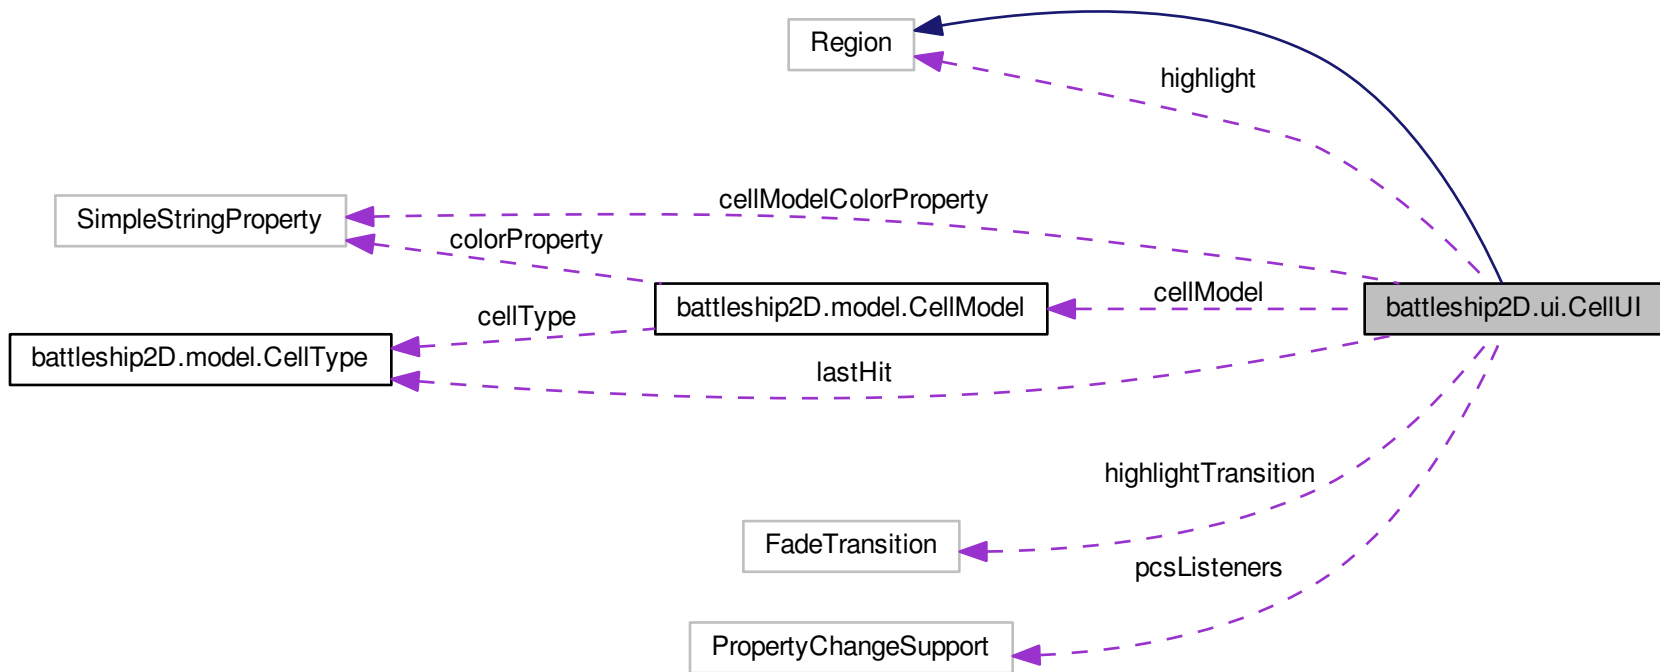 Region
highlight
cellModelColorProperty
SimpleStringProperty
colorProperty
cellModel
battleship2D.model.CellModel
battleship2D.ui.CellUI
cellType
battleship2D.model.CellType
lastHit
highlightTransition
FadeTransition
pcsListeners
PropertyChangeSupport